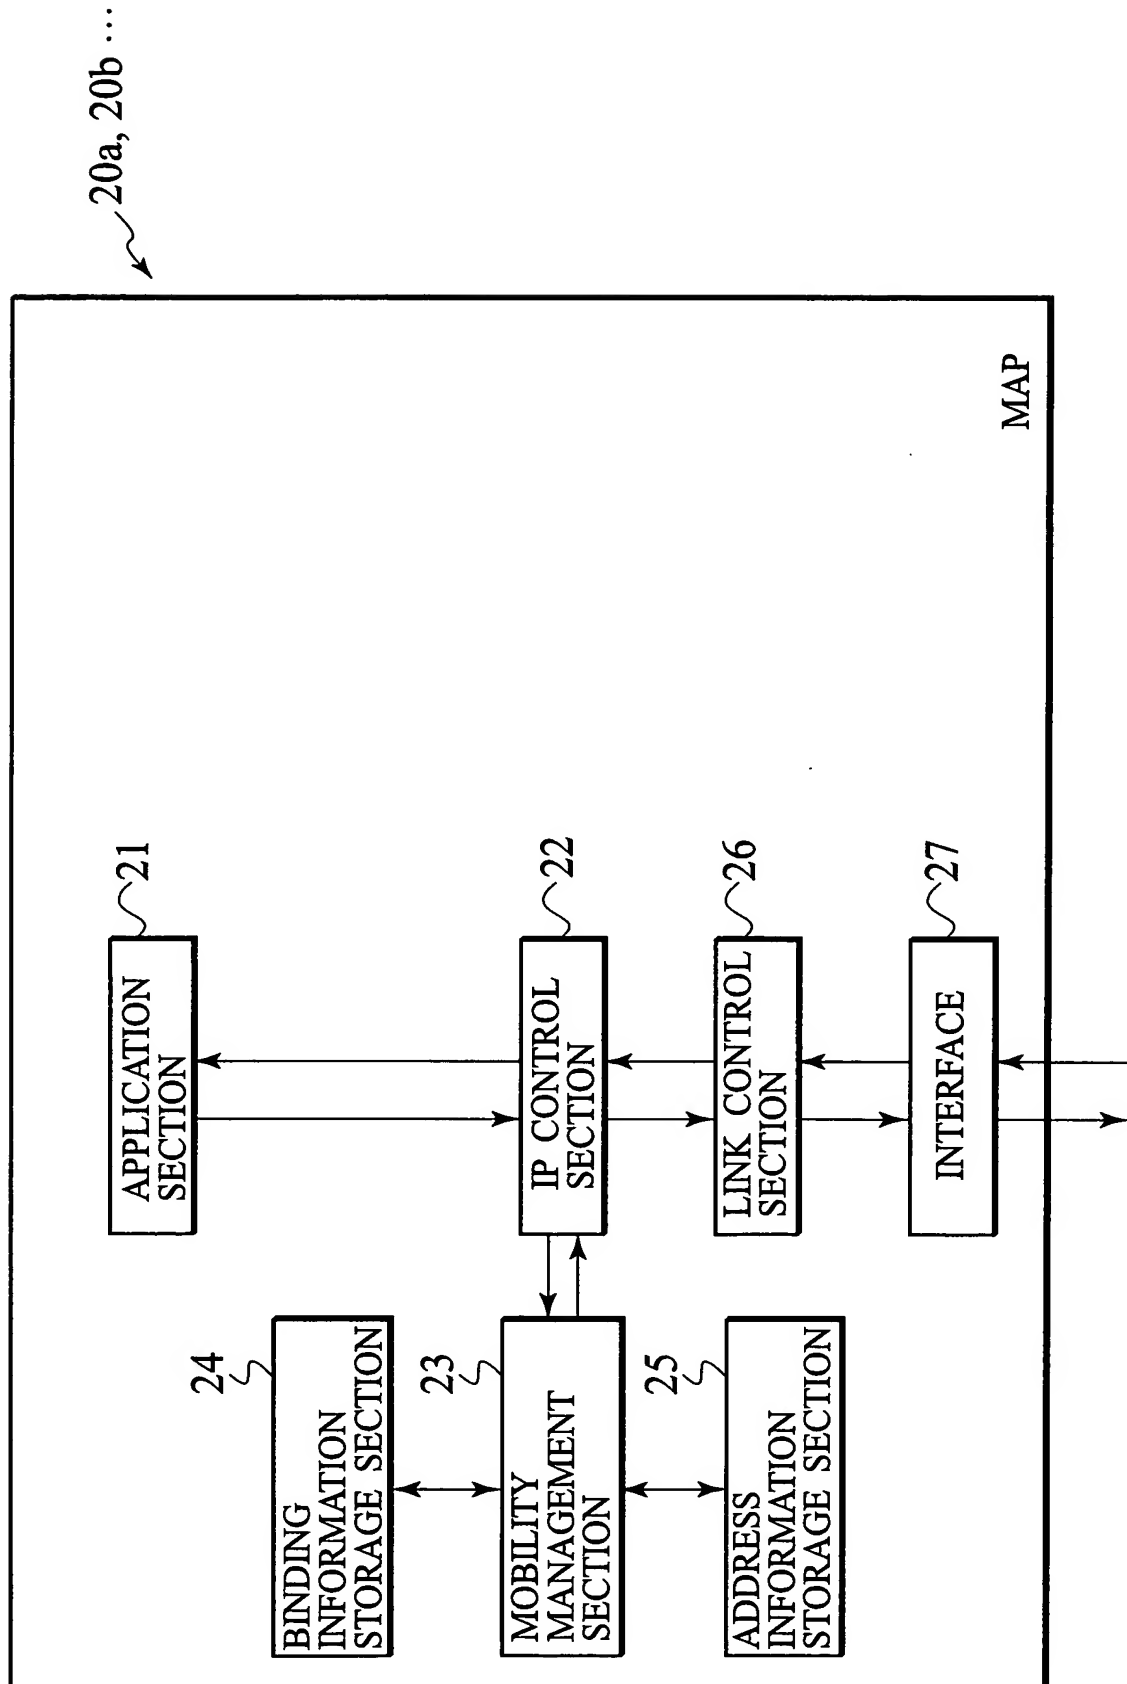 20a, 20b ...
MAP
21
APPLICATION
SECTION
22
IP CONTROL
SECTION
26
LINK CONTROL
SECTION
27
INTERFACE
24
BINDING
INFORMATION
STORAGE SECTION
23
MOBILITY
MANAGEMENT
SECTION
25
ADDRESS
INFORMATION
STORAGE SECTION